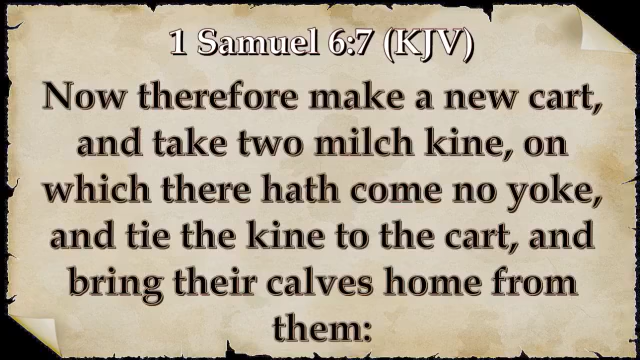 1 Samuel 6:7 (KJV)
Now therefore make a new cart,
and take two milch kine, on
which there hath come no yoke,
and tie the kine to the cart, and
bring their calves home from
them: